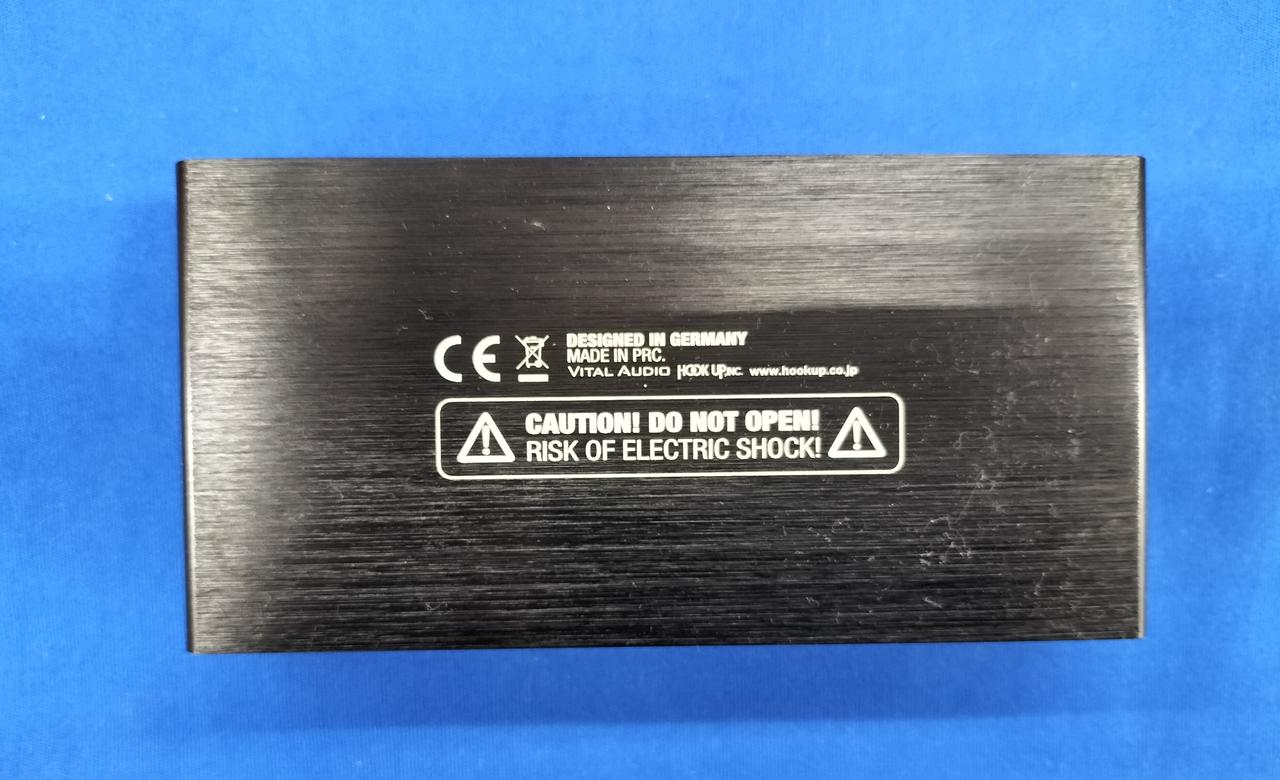 CE DESIGNED IN GERMANY
MADE IN PRC.
VITAL AUDIO HOOK UP,INC. www.hookup.co.jp
CAUTION! DO NOT OPEN!
RISK OF ELECTRIC SHOCK!